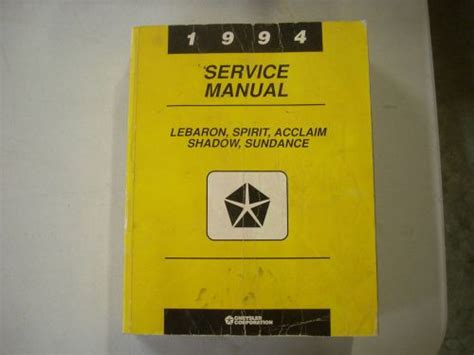 1994
SERVICE
MANUAL
LEBARON, SPIRIT, ACCLAIM
SHADOW, SUNDANCE
CHRYSLER
CORPORATION